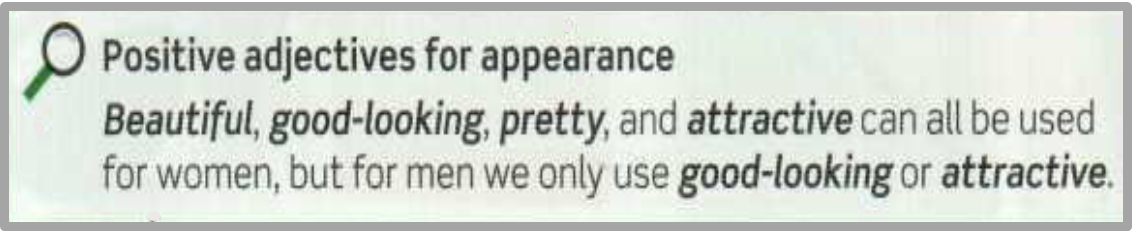 Positive adjectives for appearance
Beautiful, good-looking, pretty, and attractive can all be used
for women, but for men we only use good-looking or attractive.